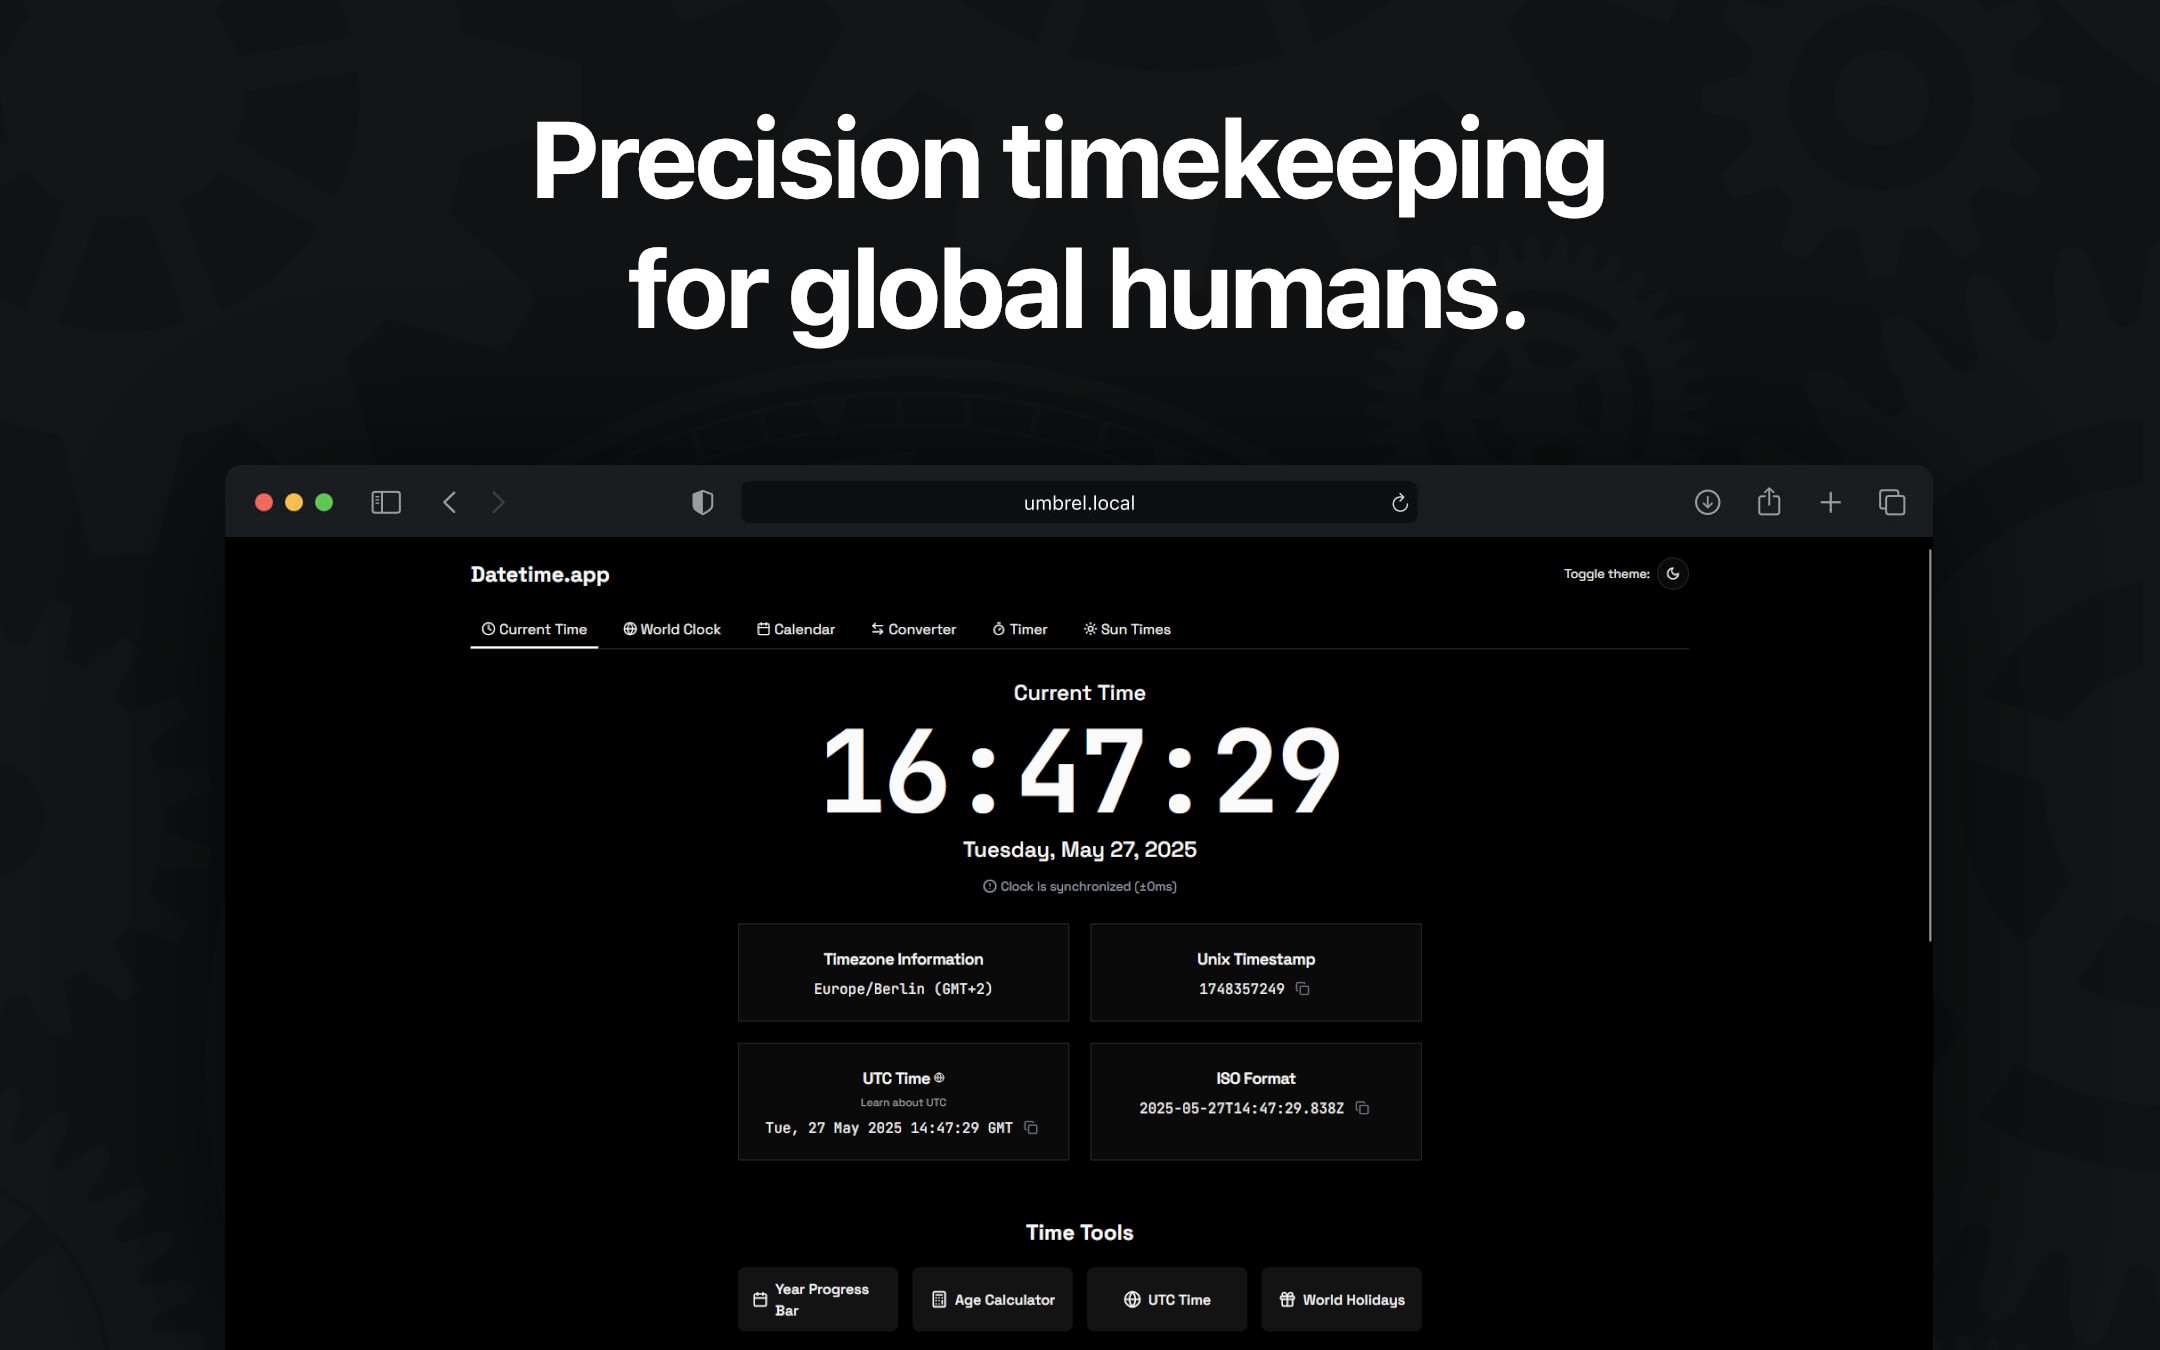 Precision timekeeping
for global humans.
umbrel.local
Datetime.app
Toggle theme:
Current Time
World Clock
Calendar
Converter
Timer
Sun Times
Current Time
16:47:29
Tuesday, May 27, 2025
Clock is synchronized (±0ms)
Timezone Information
Europe/Berlin (GMT+2)
Unix Timestamp
1748357249
UTC Time
Learn about UTC
Tue, 27 May 2025 14:47:29 GMT
ISO Format
2025-05-27T14:47:29.838Z
Time Tools
Year Progress
Bar
Age Calculator
UTC Time
World Holidays